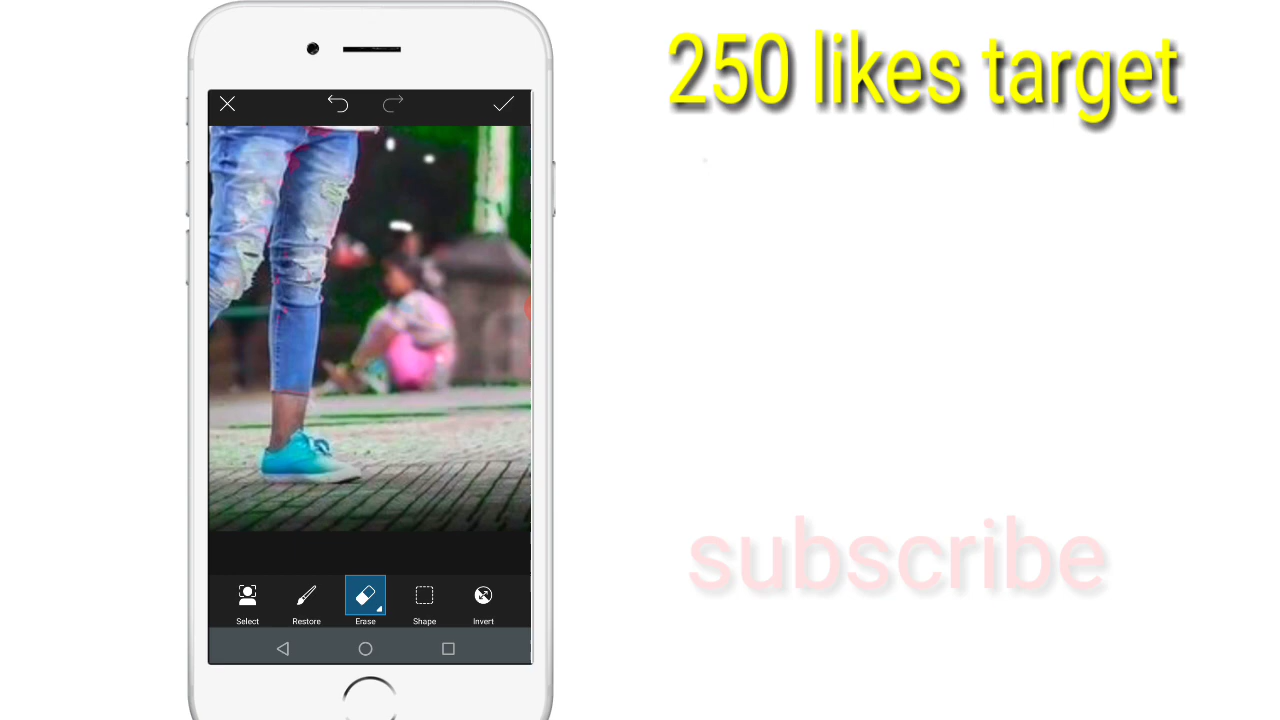 250 likes target
subscribe
Select
Restore
Erase
Shape
Invert